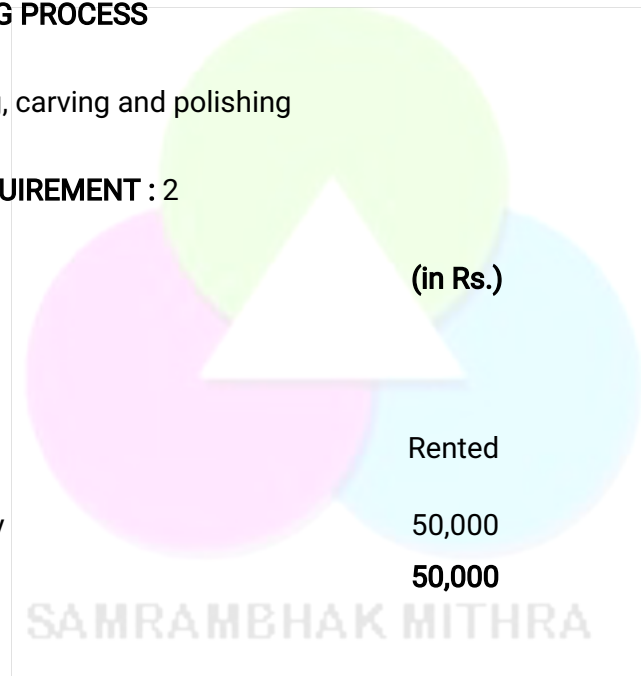 G PROCESS
, carving and polishing
UIREMENT : 2
(in Rs.)
Rented
50,000
50,000
SAMRAMBHAK MITHRA